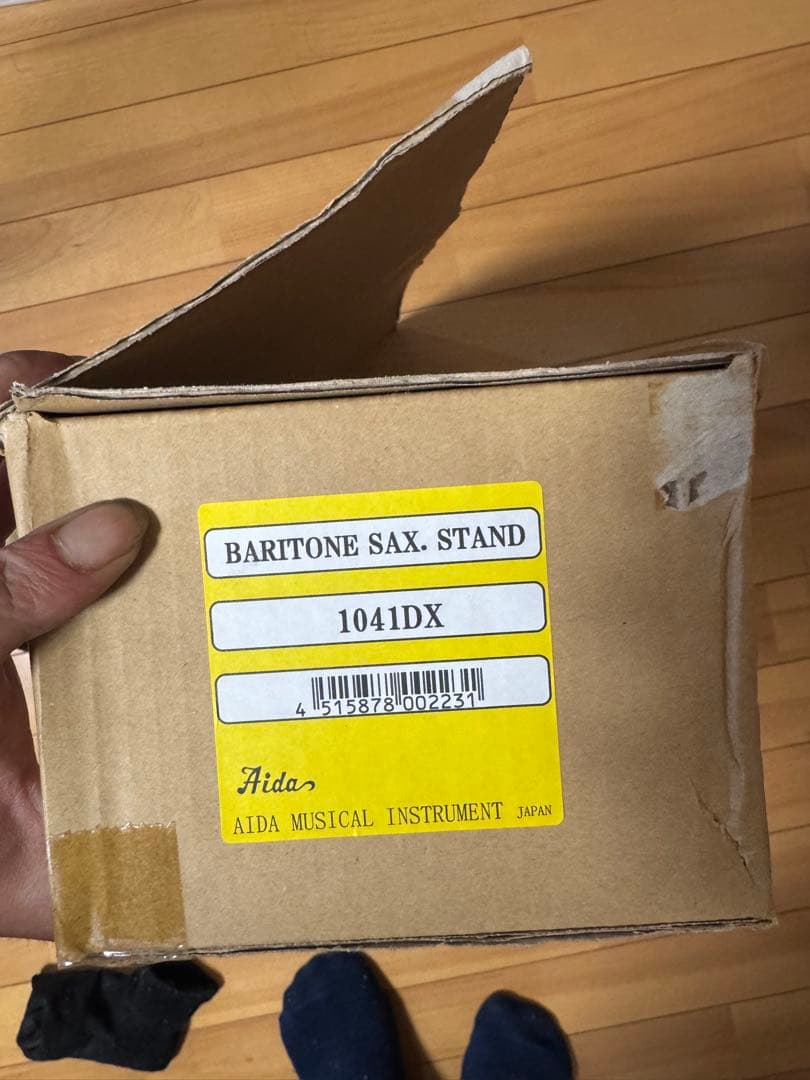 BARITONE SAX. STAND
1041DX
4 515878 002231
Aida
AIDA MUSICAL INSTRUMENT JAPAN